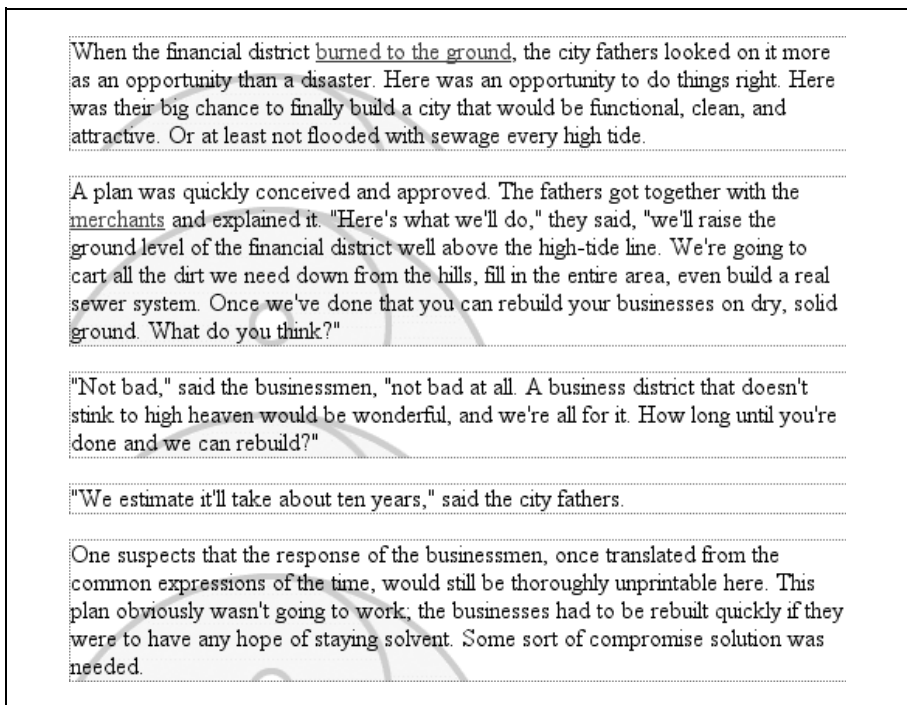 When the financial district burned to the ground, the city fathers looked on it more
as an opportunity than a disaster. Here was an opportunity to do things right. Here
was their big chance to finally build a city that would be functional, clean, and
attractive. Or at least not flooded with sewage every high tide.
A plan was quickly conceived and approved. The fathers got together with the
merchants and explained it. "Here's what we'll do," they said, "we'll raise the
ground level of the financial district well above the high-tide line. We're going to
cart all the dirt we need down from the hills, fill in the entire area, even build a real
sewer system. Once we've done that you can rebuild your businesses on dry, solid
ground. What do you think?"
"Not bad," said the businessmen, "not bad at all. A business district that doesn't
stink to high heaven would be wonderful, and we're all for it. How long until you're
done and we can rebuild?"
"We estimate it'll take about ten years," said the city fathers.
One suspects that the response of the businessmen, once translated from the
common expressions of the time, would still be thoroughly unprintable here. This
plan obviously wasn't going to work; the businesses had to be rebuilt quickly if they
were to have any hope of staying solvent. Some sort of compromise solution was
needed.